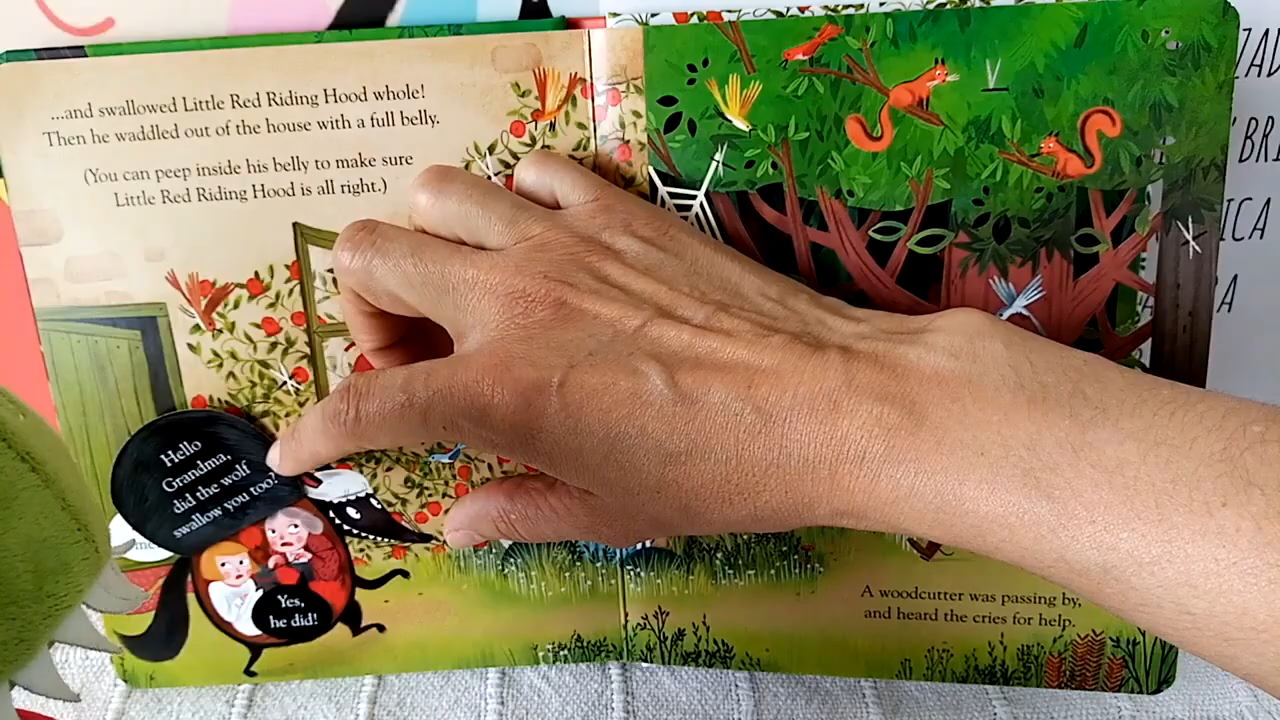 ...and swallowed Little Red Riding Hood whole!
Then he waddled out of the house with a full belly.
(You can peep inside his belly to make sure
Little Red Riding Hood is all right.)
Hello
Grandma,
did the wolf
swallow you too?
Yes,
he did!
A woodcutter was passing by,
and heard the cries for help.